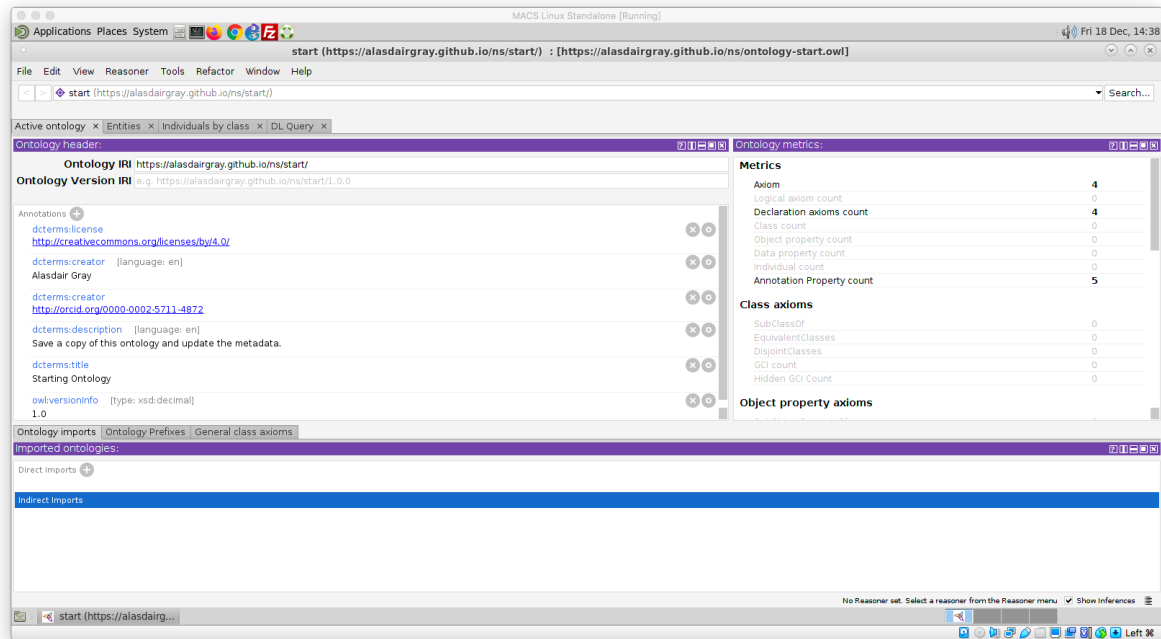 MACS Linux Standalone [Running]
Applications Places System Fri 18 Dec, 14:38
start (https://alasdairgray.github.io/ns/start/) : [https://alasdairgray.github.io/ns/ontology-start.owl]
File Edit View Reasoner Tools Refactor Window Help
< > start (https://alasdairgray.github.io/ns/start/) Search...
Active ontology × Entities × Individuals by class × DL Query ×
Ontology header:
Ontology IRI https://alasdairgray.github.io/ns/start/
Ontology Version IRI e.g. https://alasdairgray.github.io/ns/start/1.0.0
Annotations
dcterms:license
http://creativecommons.org/licenses/by/4.0/
dcterms:creator [language: en]
Alasdair Gray
dcterms:creator
http://orcid.org/0000-0002-5711-4872
dcterms:description [language: en]
Save a copy of this ontology and update the metadata.
dcterms:title
Starting Ontology
owl:versionInfo [type: xsd:decimal]
1.0
Ontology metrics:
Metrics
Axiom 4
Logical axiom count 0
Declaration axioms count 4
Class count 0
Object property count 0
Data property count 0
Individual count 0
Annotation Property count 5
Class axioms
SubClassOf 0
EquivalentClasses 0
DisjointClasses 0
GCI count 0
Hidden GCI Count 0
Object property axioms
Ontology imports Ontology Prefixes General class axioms
Imported ontologies:
Direct Imports
Indirect Imports
No Reasoner set. Select a reasoner from the Reasoner menu Show Inferences
start (https://alasdairg...
Left ⌘